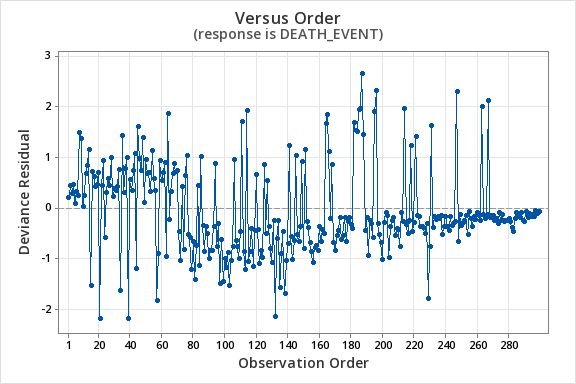 Versus Order
(response is DEATH_EVENT)
3
2
1
0
-1
-2
Deviance Residual
1 20 40 60 80 100 120 140 160 180 200 220 240 260 280
Observation Order